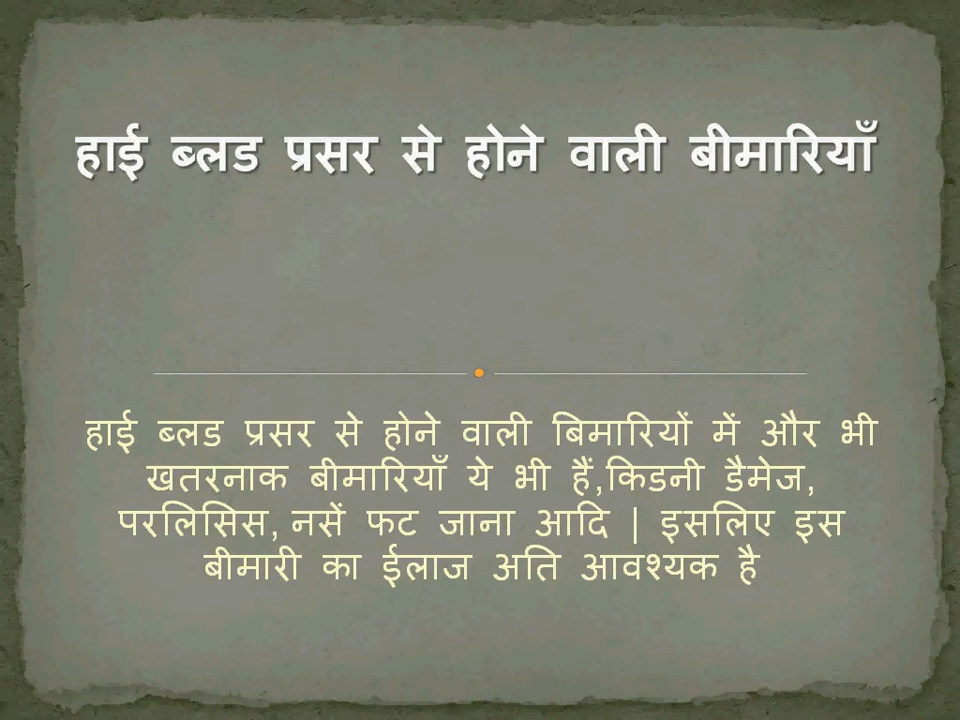 हाई ब्लड प्रसर से होने वाली बीमारियाँ
हाई ब्लड प्रसर से होने वाली बिमारियों में और भी
खतरनाक बीमारियाँ ये भी हैं,किडनी डैमेज,
परलिसिस, नसें फट जाना आदि | इसलिए इस
बीमारी का ईलाज अति आवश्यक है